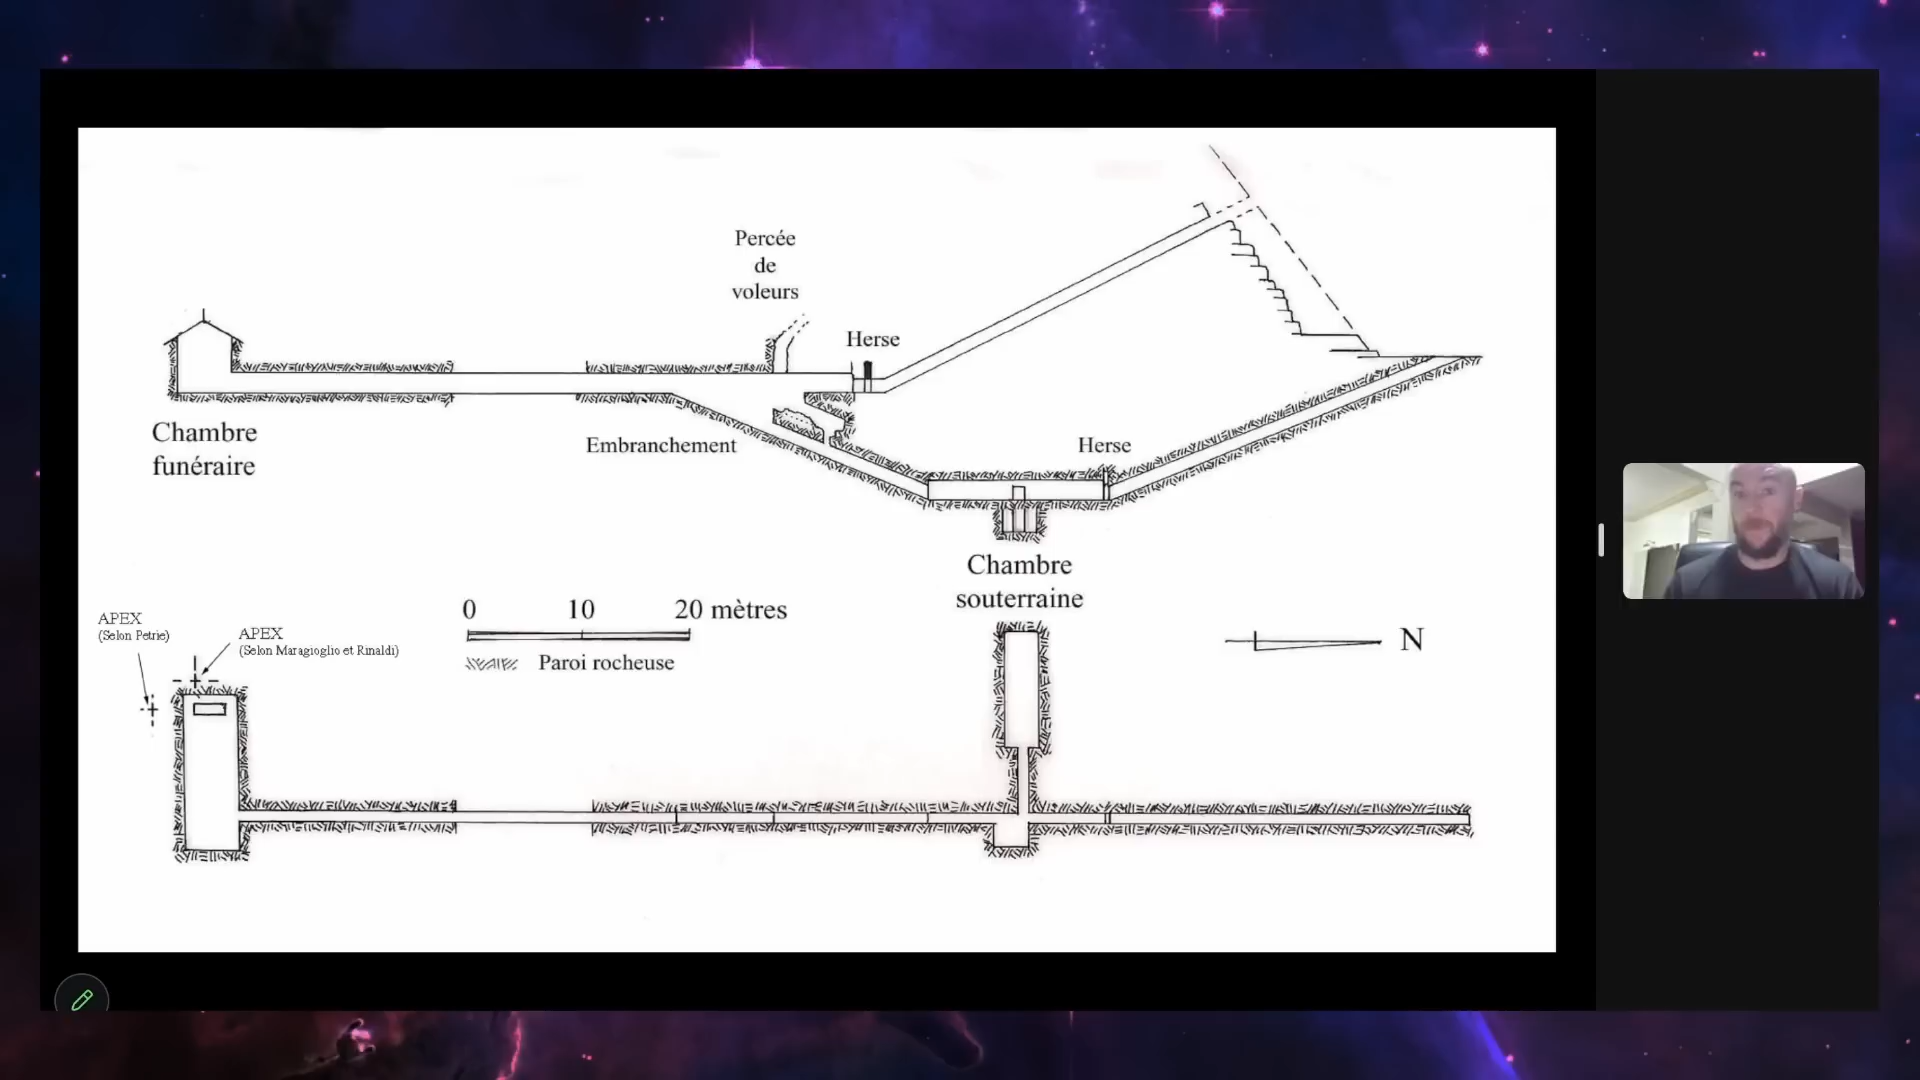 Percée
de
voleurs
Herse
Chambre
funéraire
Embranchement
Herse
Chambre
souterraine
0 10 20 mètres
Paroi rocheuse
APEX
(Selon Petrie)
APEX
(Selon Maragioglio et Rinaldi)
N